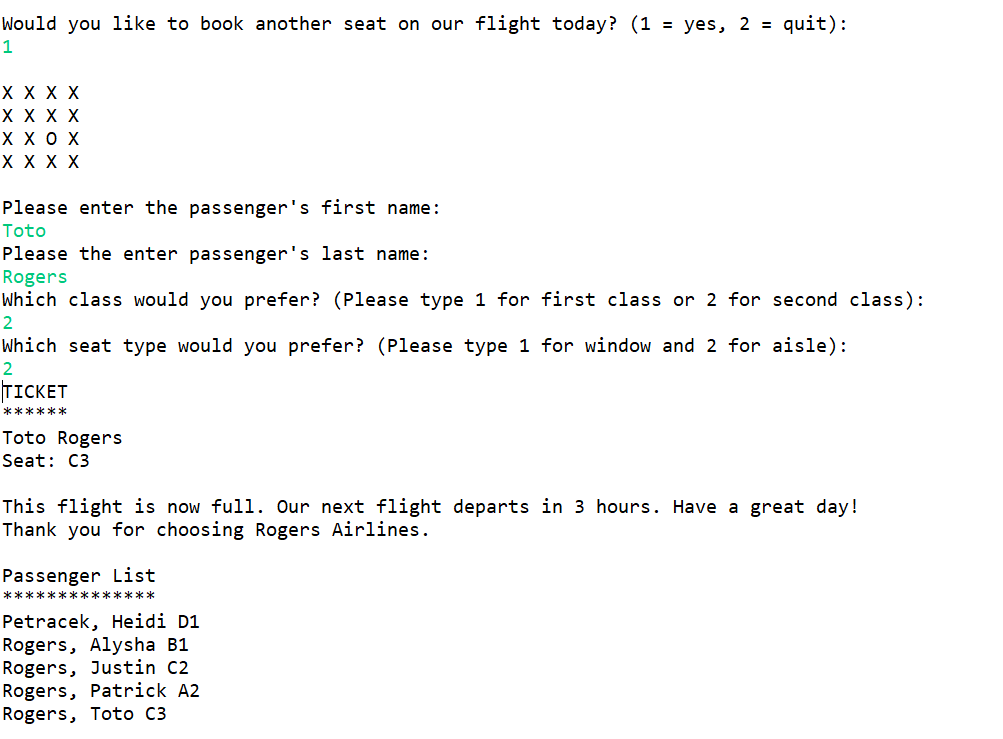 Would you like to book another seat on our flight today? (1 = yes, 2 = quit):
1
X X X X
X X X X
X X O X
X X X X
Please enter the passenger's first name:
Toto
Please the enter passenger's last name:
Rogers
Which class would you prefer? (Please type 1 for first class or 2 for second class):
2
Which seat type would you prefer? (Please type 1 for window and 2 for aisle):
2
TICKET
******
Toto Rogers
Seat: C3
This flight is now full. Our next flight departs in 3 hours. Have a great day!
Thank you for choosing Rogers Airlines.
Passenger List
**************
Petracek, Heidi D1
Rogers, Alysha B1
Rogers, Justin C2
Rogers, Patrick A2
Rogers, Toto C3